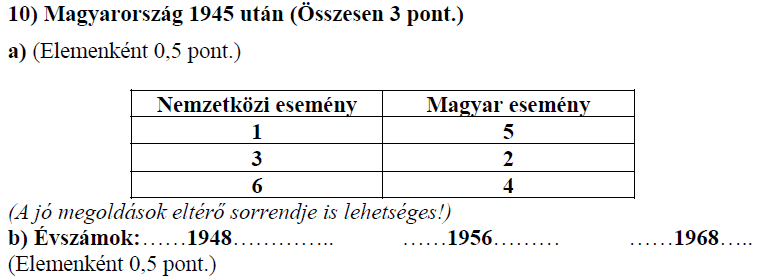 10) Magyarország 1945 után (Összesen 3 pont.)
a) (Elemenként 0,5 pont.)
Nemzetközi esemény Magyar esemény
1 5
3 2
6 4
(A jó megoldások eltérő sorrendje is lehetséges!)
b) Évszámok:……1948………….. ……1956……… ……1968…..
(Elemenként 0,5 pont.)